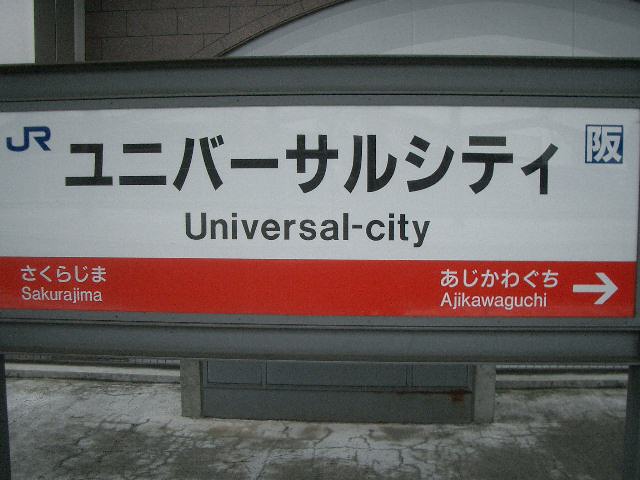 JR ユニバーサルシティ 阪
Universal-city
さくらじま あじかわぐち
Sakurajima Ajikawaguchi